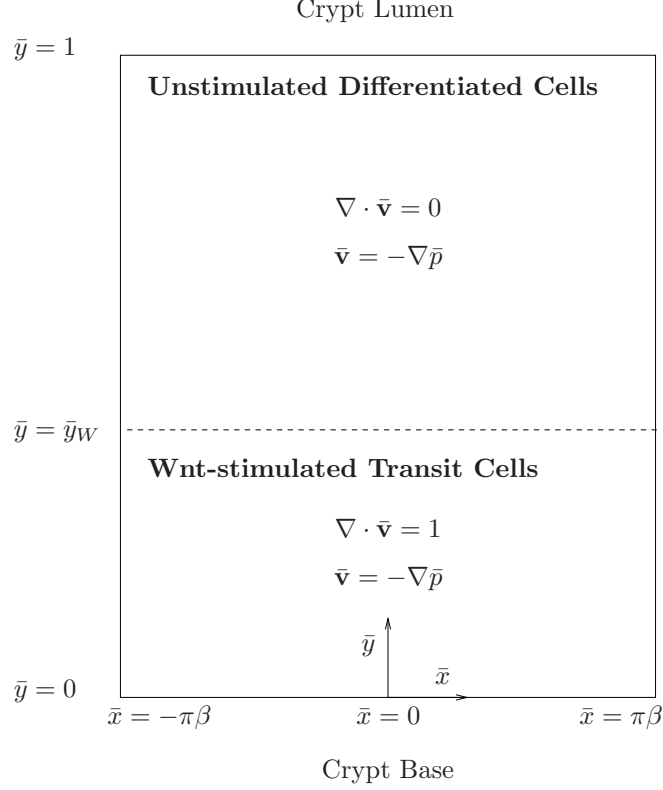 Crypt Lumen
ȳ = 1
Unstimulated Differentiated Cells
∇ · v̄ = 0
v̄ = −∇p̄
ȳ = ȳ_W
Wnt-stimulated Transit Cells
∇ · v̄ = 1
v̄ = −∇p̄
ȳ
x̄
ȳ = 0
x̄ = −πβ x̄ = 0 x̄ = πβ
Crypt Base